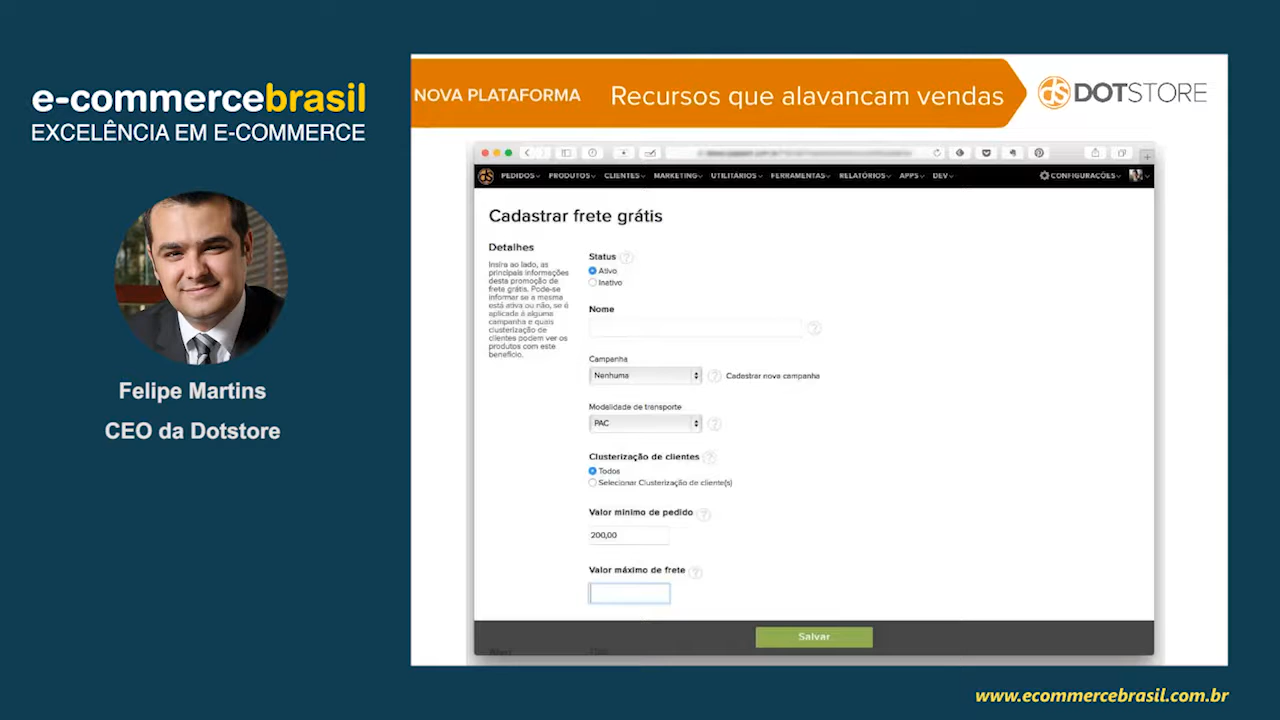 e-commercebrasil
EXCELÊNCIA EM E-COMMERCE
Felipe Martins
CEO da Dotstore
NOVA PLATAFORMA
Recursos que alavancam vendas
DOTSTORE
PEDIDOS PRODUTOS CLIENTES MARKETING UTILITÁRIOS FERRAMENTAS RELATÓRIOS APPS DEV CONFIGURAÇÕES
Cadastrar frete grátis
Detalhes
Insira ao lado, as
principais informações
desta promoção de
frete grátis. Pode-se
informar se a mesma
está ativa ou não, se é
aplicada à alguma
campanha e quais
clusterização de
clientes podem ver os
produtos com este
benefício.
Status ?
Ativo
Inativo
Nome
?
Campanha
Nenhuma ? Cadastrar nova campanha
Modalidade de transporte
PAC ?
Clusterização de clientes ?
Todos
Selecionar Clusterização de cliente(s)
Valor mínimo de pedido ?
200,00
Valor máximo de frete ?
Salvar
www.ecommercebrasil.com.br